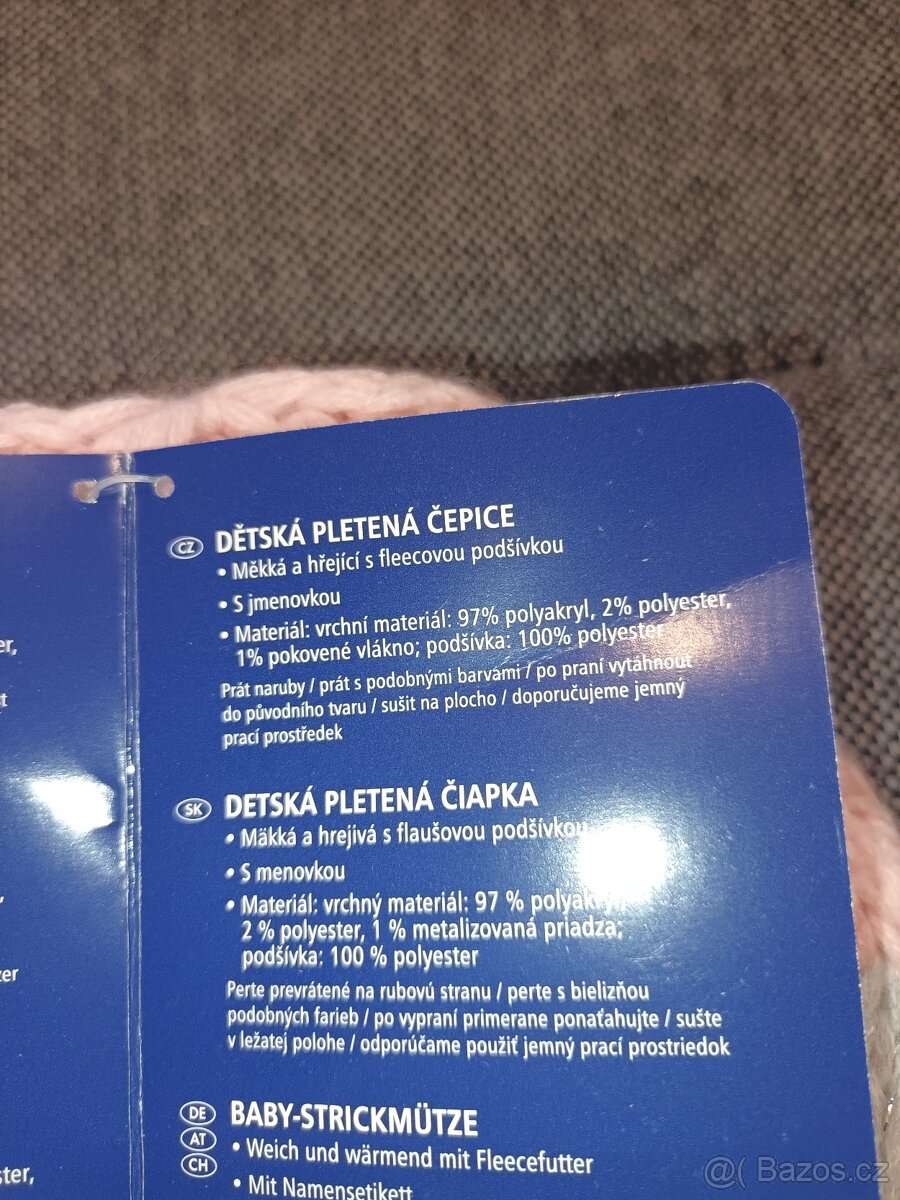 er,
st
,
zer
ster,
CZ DĚTSKÁ PLETENÁ ČEPICE
• Měkká a hřející s fleecovou podšívkou
• S jmenovkou
• Materiál: vrchní materiál: 97% polyakryl, 2% polyester,
1% pokovené vlákno; podšívka: 100% polyester
Prát naruby / prát s podobnými barvami / po praní vytáhnout
do původního tvaru / sušit na plocho / doporučujeme jemný
prací prostředek
SK DETSKÁ PLETENÁ ČIAPKA
• Mäkká a hrejivá s flaušovou podšívkou
• S menovkou
• Materiál: vrchný materiál: 97 % polyakryl,
2 % polyester, 1 % metalizovaná priadza;
podšívka: 100 % polyester
Perte prevrátené na rubovú stranu / perte s bielizňou
podobných farieb / po vypraní primerane ponaťahujte / sušte
v ležatej polohe / odporúčame použiť jemný prací prostriedok
DE AT CH BABY-STRICKMÜTZE
• Weich und wärmend mit Fleecefutter
• Mit Namensetikett
@( Bazos.cz